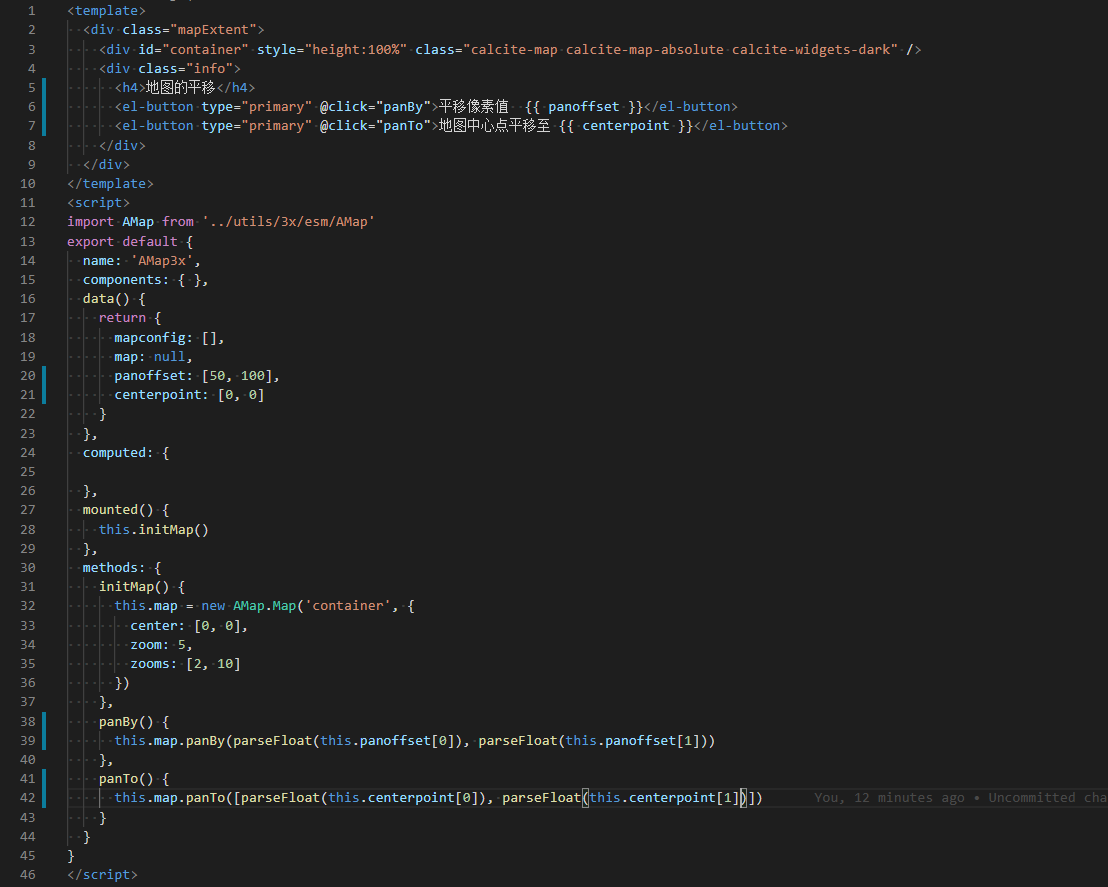 1 <template>
2   <div class="mapExtent">
3     <div id="container" style="height:100%" class="calcite-map calcite-map-absolute calcite-widgets-dark" />
4     <div class="info">
5       <h4>地图的平移</h4>
6       <el-button type="primary" @click="panBy">平移像素值  {{ panoffset }}</el-button>
7       <el-button type="primary" @click="panTo">地图中心点平移至 {{ centerpoint }}</el-button>
8     </div>
9   </div>
10 </template>
11 <script>
12 import AMap from '../utils/3x/esm/AMap'
13 export default {
14   name: 'AMap3x',
15   components: { },
16   data() {
17     return {
18       mapconfig: [],
19       map: null,
20       panoffset: [50, 100],
21       centerpoint: [0, 0]
22     }
23   },
24   computed: {
25
26   },
27   mounted() {
28     this.initMap()
29   },
30   methods: {
31     initMap() {
32       this.map = new AMap.Map('container', {
33         center: [0, 0],
34         zoom: 5,
35         zooms: [2, 10]
36       })
37     },
38     panBy() {
39       this.map.panBy(parseFloat(this.panoffset[0]), parseFloat(this.panoffset[1]))
40     },
41     panTo() {
42       this.map.panTo([parseFloat(this.centerpoint[0]), parseFloat(this.centerpoint[1])]) You, 12 minutes ago • Uncommitted cha
43     }
44   }
45 }
46 </script>